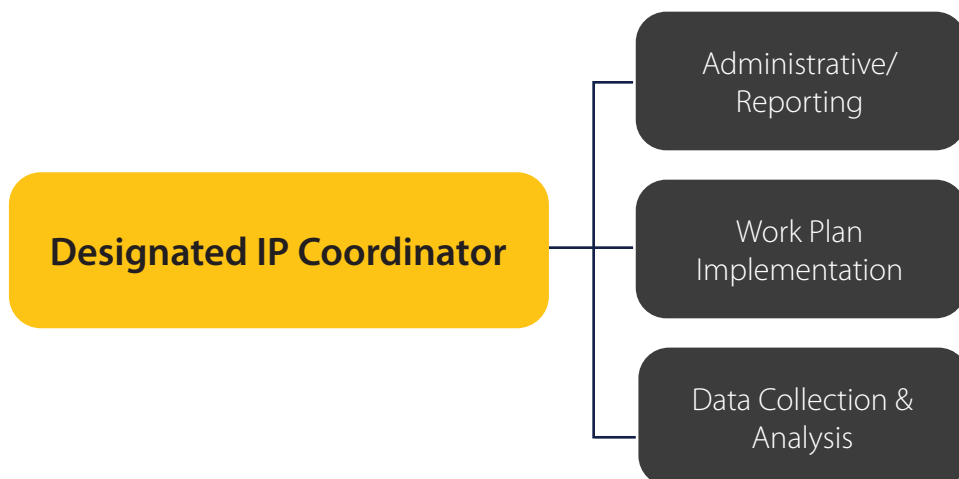 Administrative/
Reporting
Designated IP Coordinator
Work Plan
Implementation
Data Collection &
Analysis